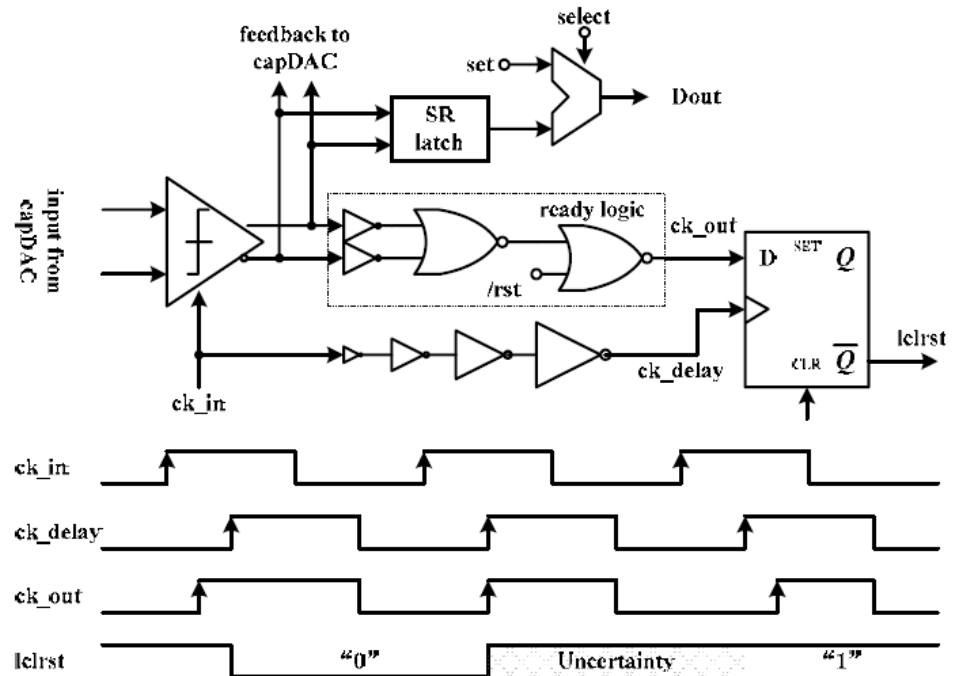 select
feedback to
capDAC
set
Dout
SR
latch
input from
capDAC
ready logic
ck_out
/rst
D
SET
Q
CLR
Q
lclrst
ck_delay
ck_in
ck_in
ck_delay
ck_out
lclrst
“0”
Uncertainty
“1”